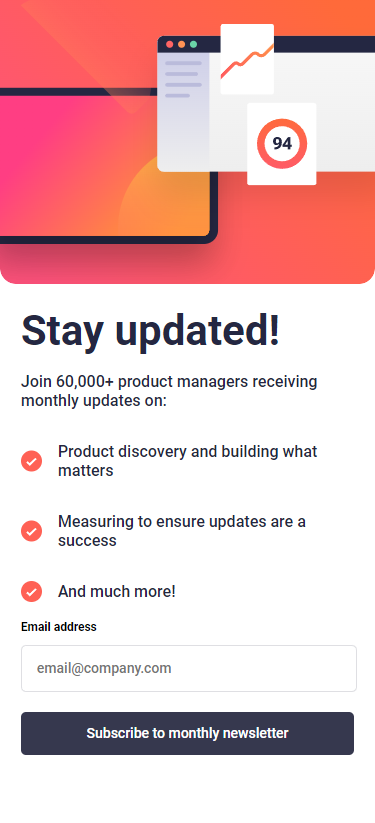 94
Stay updated!
Join 60,000+ product managers receiving
monthly updates on:
Product discovery and building what
matters
Measuring to ensure updates are a
success
And much more!
Email address
email@company.com
Subscribe to monthly newsletter